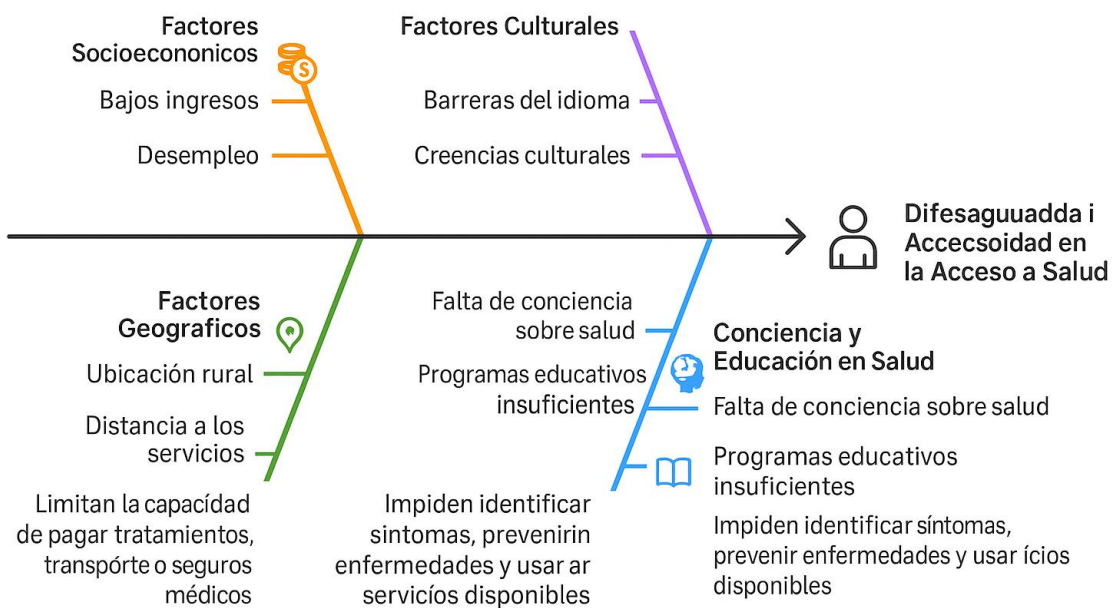 Factores
Socioecononicos
$
Bajos ingresos
Desempleo
Factores Culturales
Barreras del idioma
Creencias culturales
Difesaguuadda i
Accecsoidad en
la Acceso a Salud
Factores
Geograficos
Ubicación rural
Distancia a los
servicios
Limitan la capacídad
de pagar tratamientos,
transpórte o seguros
médicos
Falta de conciencia
sobre salud
Programas educativos
insuficientes
Impiden identificar
sintomas, prevenirin
enfermedades y usar ar
servicíos disponibles
Conciencia y
Educación en Salud
Falta de conciencia sobre salud
Programas educativos
insuficientes
Impiden identificar síntomas,
prevenir enfermedades y usar ícios
disponibles